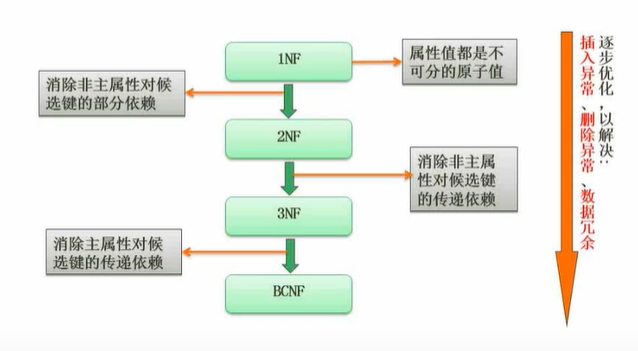 1NF
属性值都是不
可分的原子值
消除非主属性对候
选键的部分依赖
2NF
消除非主属
性对候选键
的传递依赖
3NF
消除主属性对候
选键的传递依赖
BCNF
逐步优化,以解决:
插入异常、删除异常、数据冗余